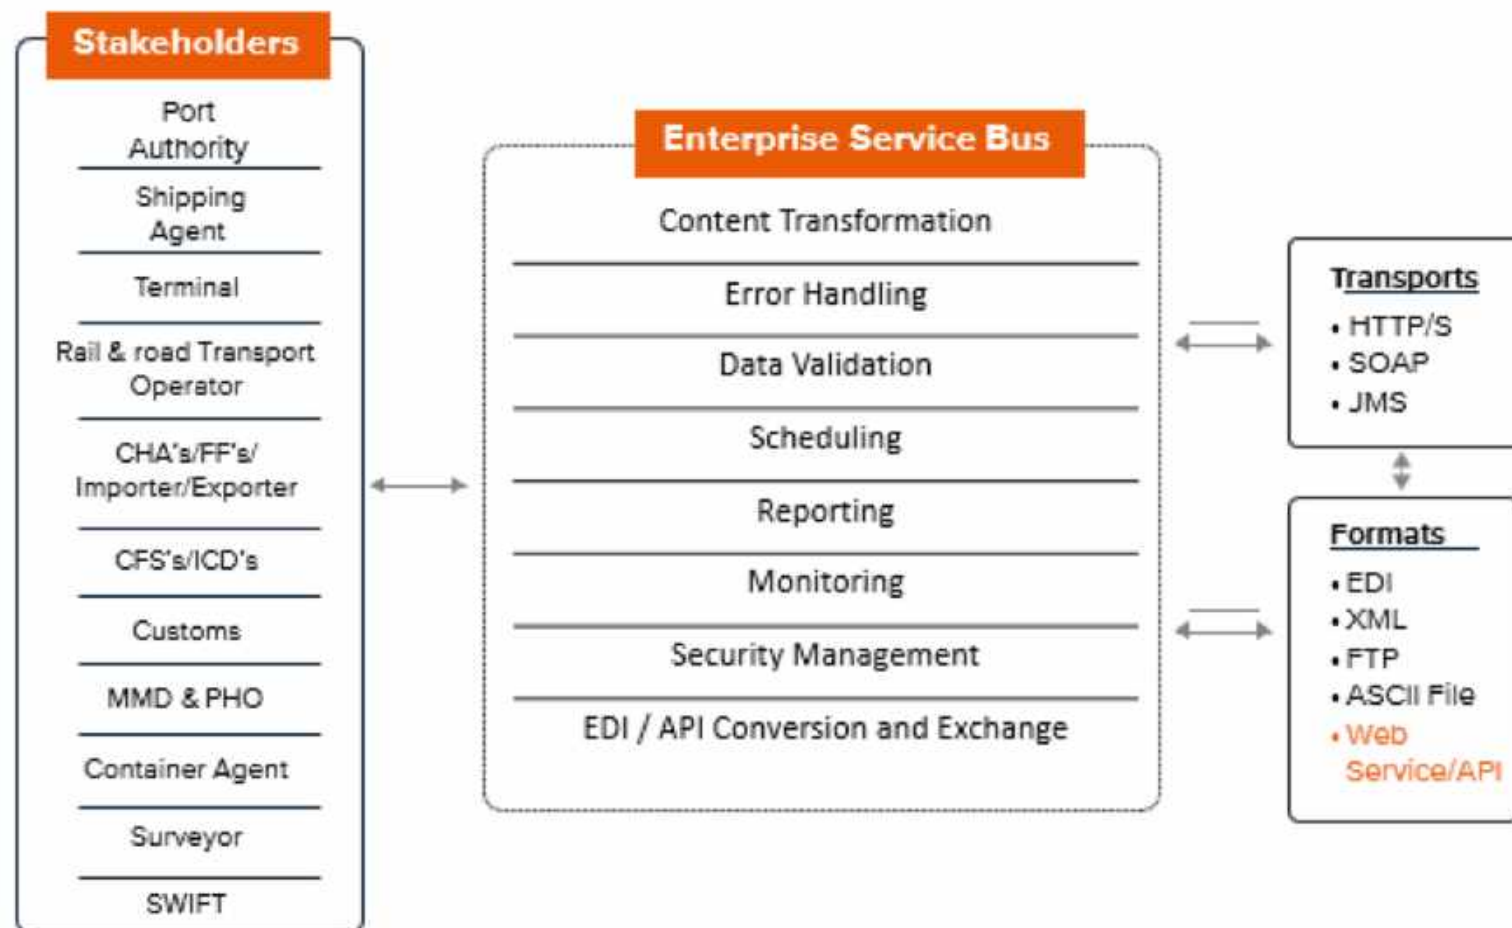 Stakeholders
Port
Authority
Shipping
Agent
Terminal
Rail & road Transport
Operator
CHA's/FF's/
Importer/Exporter
CFS's/ICD's
Customs
MMD & PHO
Container Agent
Surveyor
SWIFT
Enterprise Service Bus
Content Transformation
Error Handling
Data Validation
Scheduling
Reporting
Monitoring
Security Management
EDI / API Conversion and Exchange
Transports
• HTTP/S
• SOAP
• JMS
Formats
• EDI
• XML
• FTP
• ASCII File
• Web
Service/API